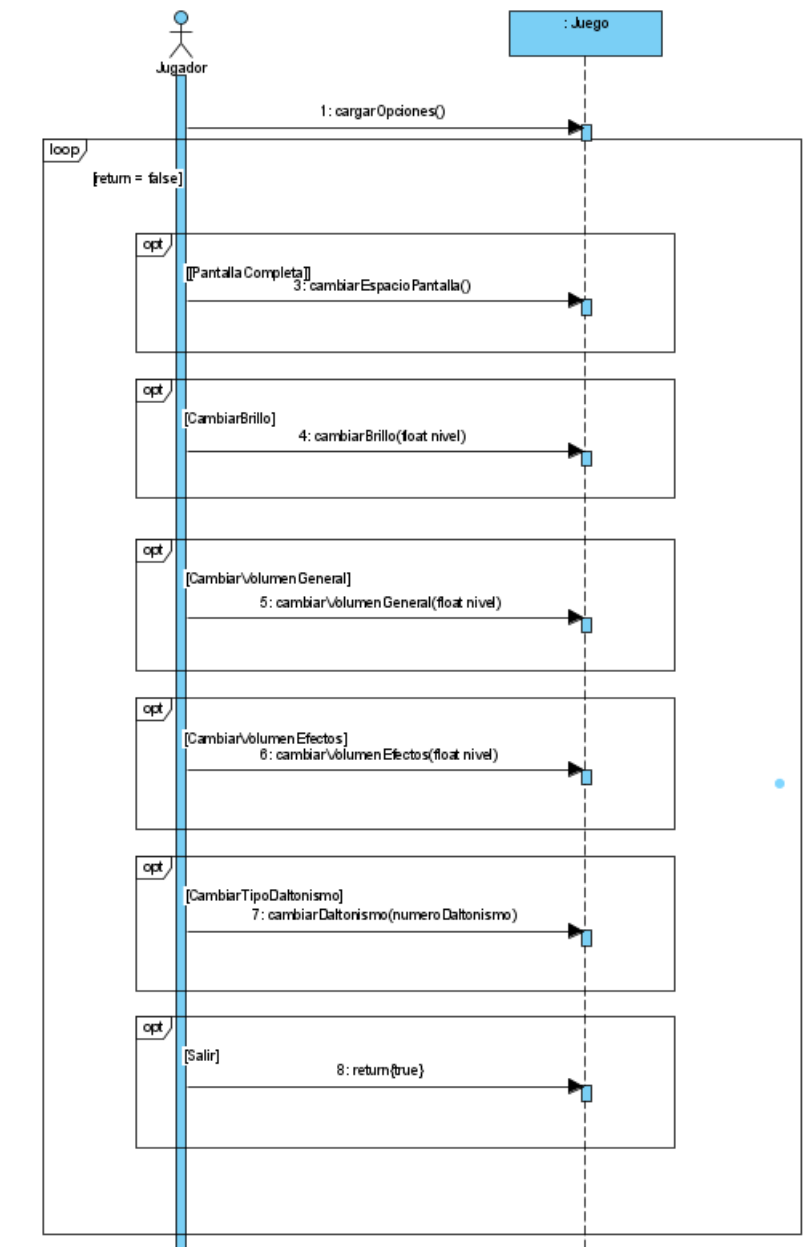 Jugador
: Juego
1: cargarOpciones()
loop
[return = false]
opt
[[Pantalla Completa]]
3: cambiarEspacioPantalla()
opt
[CambiarBrillo]
4: cambiarBrillo(float nivel)
opt
[CambiarVolumenGeneral]
5: cambiarVolumenGeneral(float nivel)
opt
[CambiarVolumenEfectos]
6: cambiarVolumenEfectos(float nivel)
opt
[CambiarTipoDaltonismo]
7: cambiarDaltonismo(numeroDaltonismo)
opt
[Salir]
8: return{true}